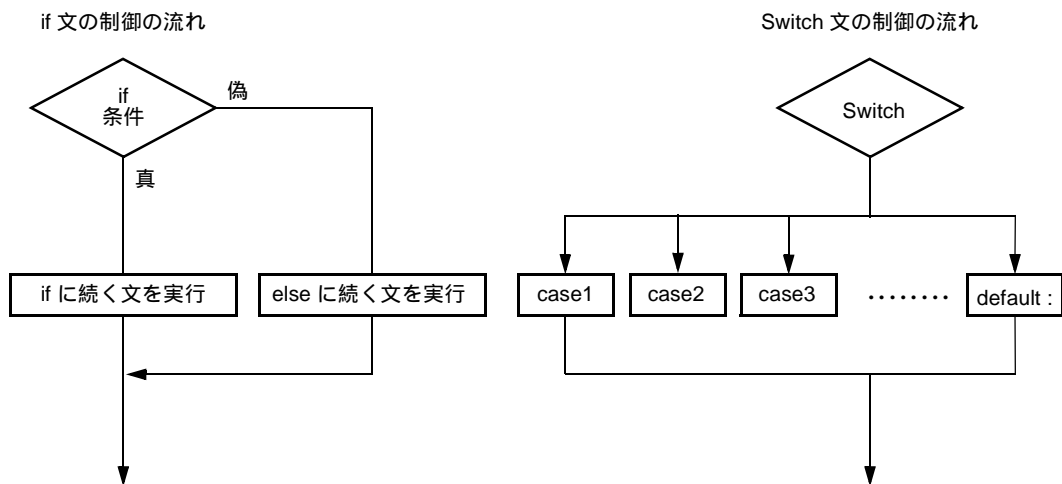 if 文の制御の流れ
if
条件
偽
真
if に続く文を実行
else に続く文を実行
Switch 文の制御の流れ
Switch
case1
case2
case3
………
default :